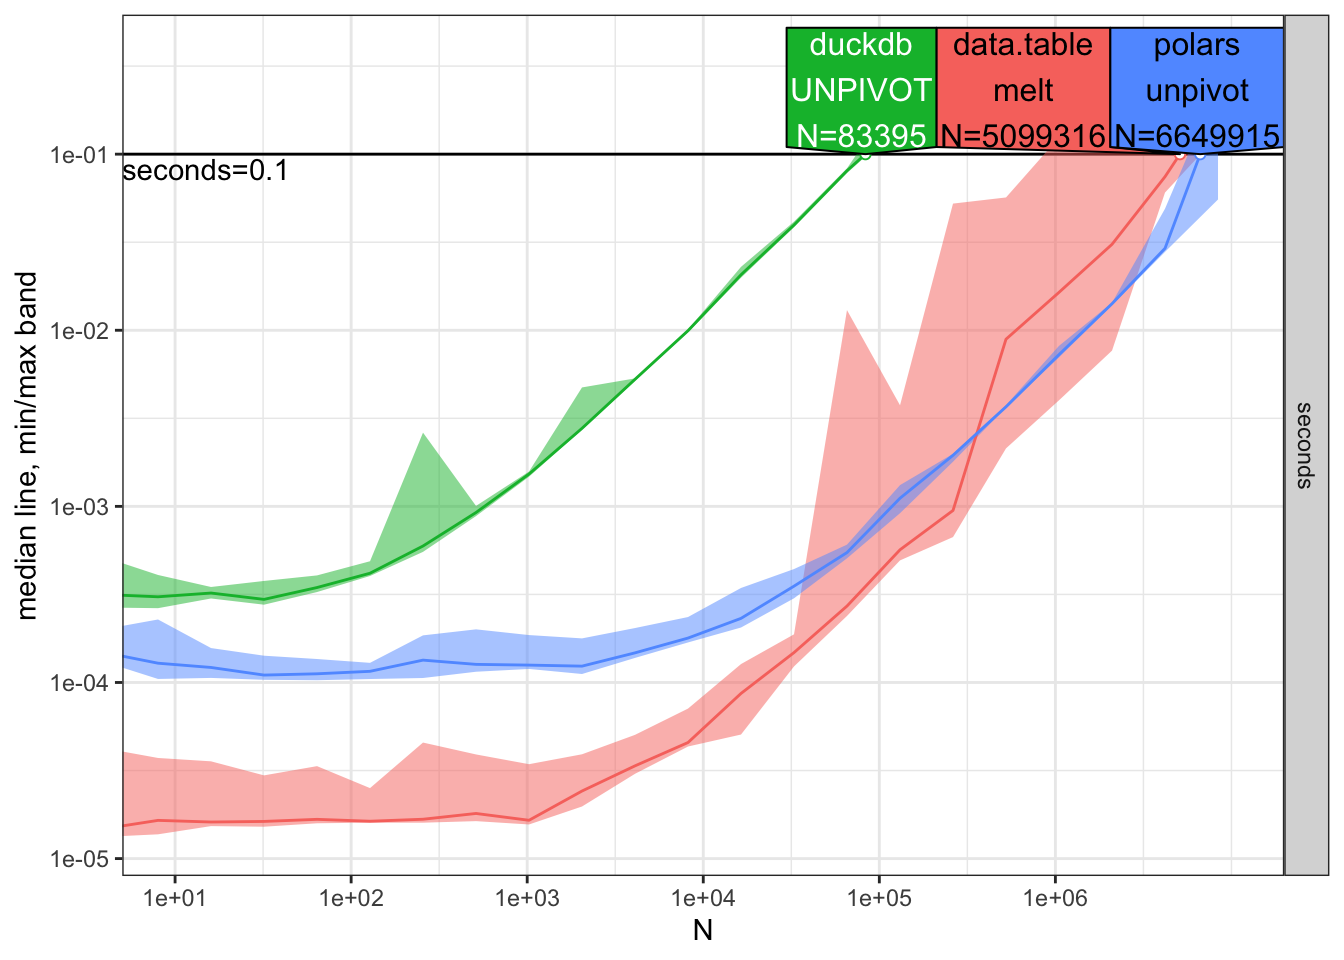 duckdb
UNPIVOT
N=83395
data.table
melt
N=5099316
polars
unpivot
N=6649915
seconds=0.1
1e-01
1e-02
1e-03
1e-04
1e-05
median line, min/max band
seconds
1e+01
1e+02
1e+03
1e+04
1e+05
1e+06
N